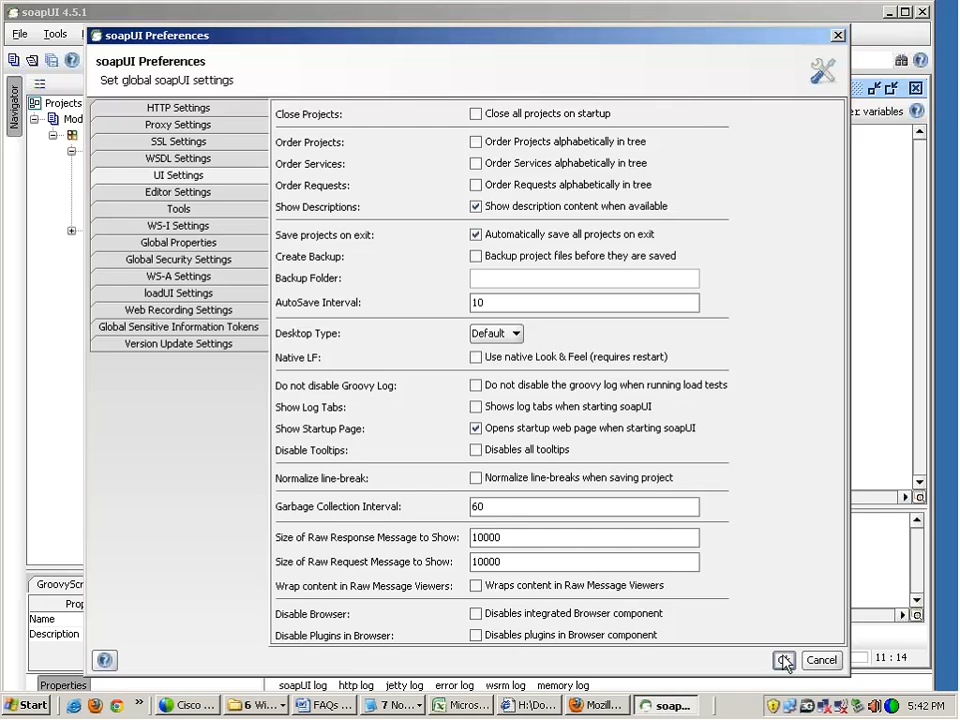 soapUI 4.5.1
soapUI Preferences
File Tools
soapUI Preferences
Set global soapUI settings
Navigator
Projects
Mod
er variables
HTTP Settings
Proxy Settings
SSL Settings
WSDL Settings
UI Settings
Editor Settings
Tools
WS-I Settings
Global Properties
Global Security Settings
WS-A Settings
loadUI Settings
Web Recording Settings
Global Sensitive Information Tokens
Version Update Settings
Close Projects: Close all projects on startup
Order Projects: Order Projects alphabetically in tree
Order Services: Order Services alphabetically in tree
Order Requests: Order Requests alphabetically in tree
Show Descriptions: Show description content when available
Save projects on exit: Automatically save all projects on exit
Create Backup: Backup project files before they are saved
Backup Folder:
AutoSave Interval: 10
Desktop Type: Default
Native LF: Use native Look & Feel (requires restart)
Do not disable Groovy Log: Do not disable the groovy log when running load tests
Show Log Tabs: Shows log tabs when starting soapUI
Show Startup Page: Opens startup web page when starting soapUI
Disable Tooltips: Disables all tooltips
Normalize line-break: Normalize line-breaks when saving project
Garbage Collection Interval: 60
Size of Raw Response Message to Show: 10000
Size of Raw Request Message to Show: 10000
Wrap content in Raw Message Viewers: Wraps content in Raw Message Viewers
Disable Browser: Disables integrated Browser component
Disable Plugins in Browser: Disables plugins in Browser component
GroovyScr
Prop
Name
Description
Cancel
11 : 14
Properties
soapUI log http log jetty log error log wsrm log memory log
Start » Cisco ... 6 Wi... FAQs ... 7 No... Micros... H:\Do... Mozill... soap... 5:42 PM